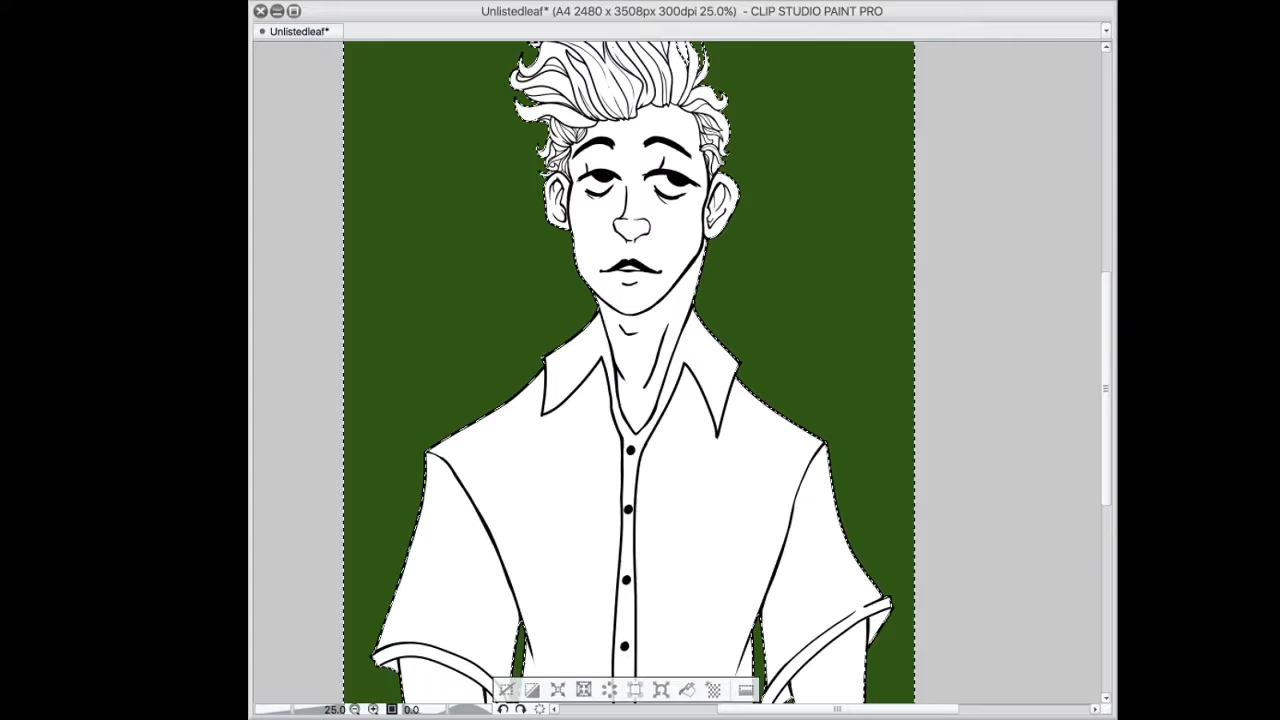 Unlistedleaf* (A4 2480 x 3508px 300dpi 25.0%) - CLIP STUDIO PAINT PRO
Unlistedleaf*
25.0
0.0